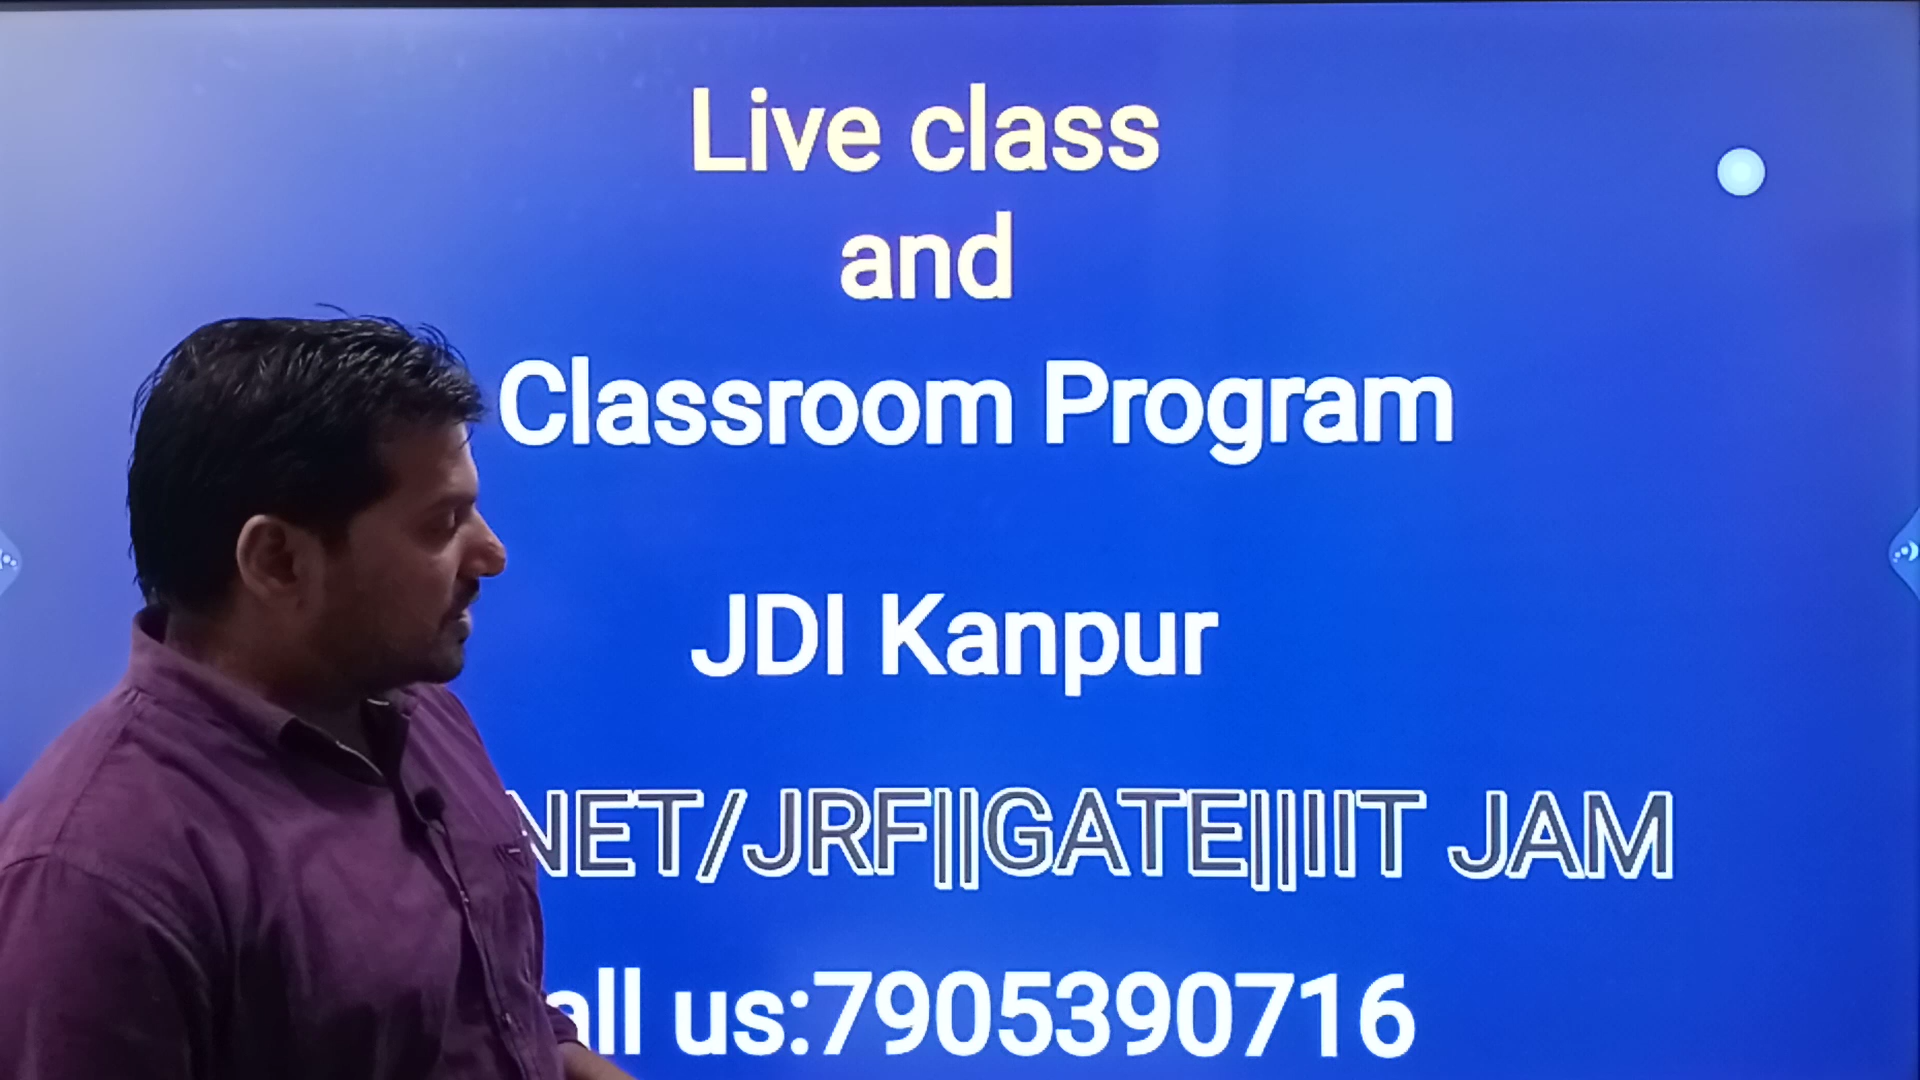 Live class
and
Classroom Program
JDI Kanpur
NET/JRF||GATE||IIT JAM
us:7905390716